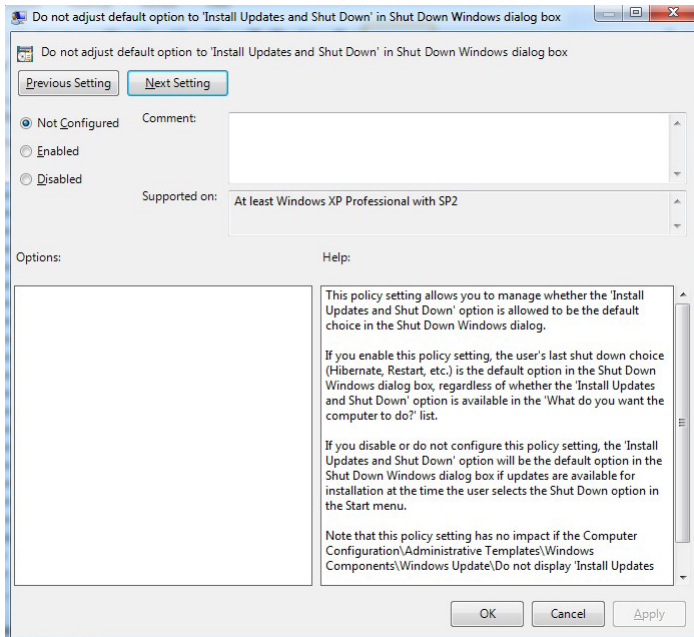 Do not adjust default option to 'Install Updates and Shut Down' in Shut Down Windows dialog box
Do not adjust default option to 'Install Updates and Shut Down' in Shut Down Windows dialog box
Previous Setting
Next Setting
Not Configured
Comment:
Enabled
Disabled
Supported on:
At least Windows XP Professional with SP2
Options:
Help:
This policy setting allows you to manage whether the 'Install
Updates and Shut Down' option is allowed to be the default
choice in the Shut Down Windows dialog.
If you enable this policy setting, the user's last shut down choice
(Hibernate, Restart, etc.) is the default option in the Shut Down
Windows dialog box, regardless of whether the 'Install Updates
and Shut Down' option is available in the 'What do you want the
computer to do?' list.
If you disable or do not configure this policy setting, the 'Install
Updates and Shut Down' option will be the default option in the
Shut Down Windows dialog box if updates are available for
installation at the time the user selects the Shut Down option in
the Start menu.
Note that this policy setting has no impact if the Computer
Configuration\Administrative Templates\Windows
Components\Windows Update\Do not display 'Install Updates
OK
Cancel
Apply